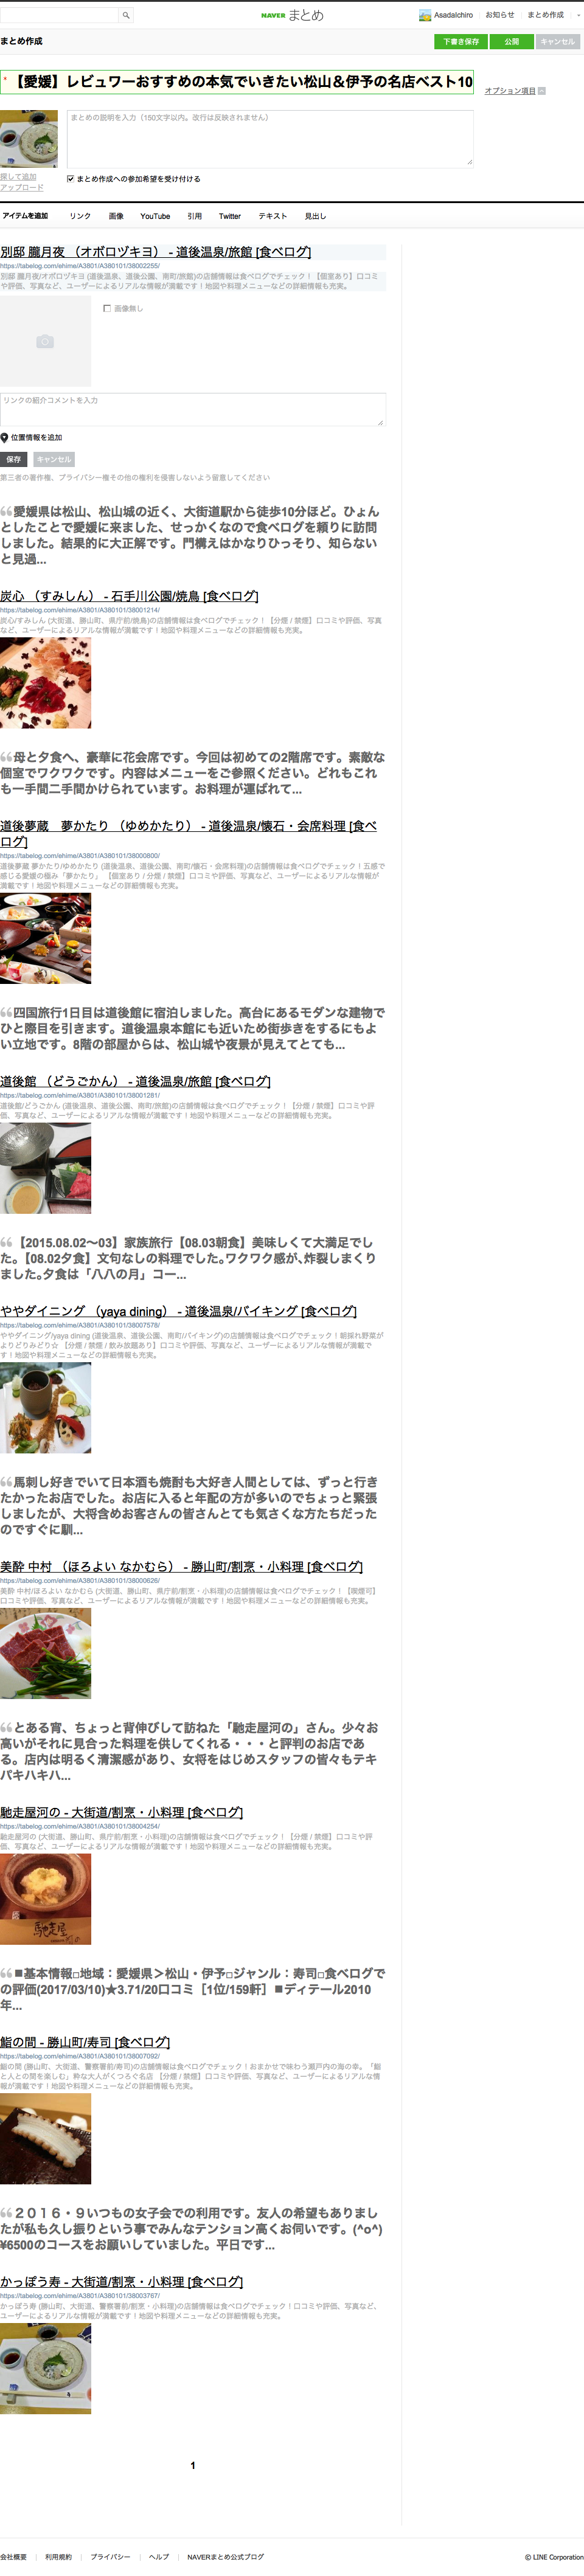 NAVER まとめ
AsadaIchiro
お知らせ
まとめ作成
まとめ作成
下書き保存
公開
キャンセル
* 【愛媛】レビュワーおすすめの本気でいきたい松山&伊予の名店ベスト10
オプション項目
まとめの説明を入力（150文字以内。改行は反映されません）
探して追加
アップロード
まとめ作成への参加希望を受け付ける
アイテムを追加
リンク
画像
YouTube
引用
Twitter
テキスト
見出し
別邸 朧月夜 （オボロヅキヨ） - 道後温泉/旅館 [食べログ]
https://tabelog.com/ehime/A3801/A380101/38002255/
別邸 朧月夜/オボロヅキヨ (道後温泉、道後公園、南町/旅館)の店舗情報は食べログでチェック！【個室あり】口コミ
や評価、写真など、ユーザーによるリアルな情報が満載です！地図や料理メニューなどの詳細情報も充実。
画像無し
リンクの紹介コメントを入力
位置情報を追加
保存
キャンセル
第三者の著作権、プライバシー権その他の権利を侵害しないよう留意してください
愛媛県は松山、松山城の近く、大街道駅から徒歩10分ほど。ひょん
としたことで愛媛に来ました、せっかくなので食べログを頼りに訪問
しました。結果的に大正解です。門構えはかなりひっそり、知らない
と見過...
炭心 （すみしん） - 石手川公園/焼鳥 [食べログ]
https://tabelog.com/ehime/A3801/A380101/38001214/
炭心/すみしん (大街道、勝山町、県庁前/焼鳥)の店舗情報は食べログでチェック！【分煙 / 禁煙】口コミや評価、写真
など、ユーザーによるリアルな情報が満載です！地図や料理メニューなどの詳細情報も充実。
母と夕食へ、豪華に花会席です。今回は初めての2階席です。素敵な
個室でワクワクです。内容はメニューをご参照ください。どれもこれ
も一手間二手間かけられています。お料理が運ばれて...
道後夢蔵　夢かたり （ゆめかたり） - 道後温泉/懐石・会席料理 [食べ
ログ]
https://tabelog.com/ehime/A3801/A380101/38000800/
道後夢蔵 夢かたり/ゆめかたり (道後温泉、道後公園、南町/懐石・会席料理)の店舗情報は食べログでチェック！五感で
感じる愛媛の極み「夢かたり」 【個室あり / 分煙 / 禁煙】口コミや評価、写真など、ユーザーによるリアルな情報が
満載です！地図や料理メニューなどの詳細情報も充実。
四国旅行1日目は道後館に宿泊しました。高台にあるモダンな建物で
ひと際目を引きます。道後温泉本館にも近いため街歩きをするにもよ
い立地です。8階の部屋からは、松山城や夜景が見えてとても...
道後館 （どうごかん） - 道後温泉/旅館 [食べログ]
https://tabelog.com/ehime/A3801/A380101/38001281/
道後館/どうごかん (道後温泉、道後公園、南町/旅館)の店舗情報は食べログでチェック！【分煙 / 禁煙】口コミや評
価、写真など、ユーザーによるリアルな情報が満載です！地図や料理メニューなどの詳細情報も充実。
【2015.08.02〜03】家族旅行【08.03朝食】美味しくて大満足でし
た｡【08.02夕食】文句なしの料理でした｡ワクワク感が､炸裂しまくり
ました｡夕食は「八八の月」コー...
ややダイニング （yaya dining） - 道後温泉/バイキング [食べログ]
https://tabelog.com/ehime/A3801/A380101/38007578/
ややダイニング/yaya dining (道後温泉、道後公園、南町/バイキング)の店舗情報は食べログでチェック！朝採れ野菜が
よりどりみどり☆ 【分煙 / 禁煙 / 飲み放題あり】口コミや評価、写真など、ユーザーによるリアルな情報が満載で
す！地図や料理メニューなどの詳細情報も充実。
馬刺し好きでいて日本酒も焼酎も大好き人間としては、ずっと行き
たかったお店でした。お店に入ると年配の方が多いのでちょっと緊張
しましたが、大将含めお客さんの皆さんとても気さくな方たちだった
のですぐに馴...
美酔 中村 （ほろよい なかむら） - 勝山町/割烹・小料理 [食べログ]
https://tabelog.com/ehime/A3801/A380101/38000626/
美酔 中村/ほろよい なかむら (大街道、勝山町、県庁前/割烹・小料理)の店舗情報は食べログでチェック！【喫煙可】
口コミや評価、写真など、ユーザーによるリアルな情報が満載です！地図や料理メニューなどの詳細情報も充実。
とある宵、ちょっと背伸びして訪ねた「馳走屋河の」さん。少々お
高いがそれに見合った料理を供してくれる・・・と評判のお店であ
る。店内は明るく清潔感があり、女将をはじめスタッフの皆々もテキ
パキハキハ...
馳走屋河の - 大街道/割烹・小料理 [食べログ]
https://tabelog.com/ehime/A3801/A380101/38004254/
馳走屋河の (大街道、勝山町、県庁前/割烹・小料理)の店舗情報は食べログでチェック！【分煙 / 禁煙】口コミや評
価、写真など、ユーザーによるリアルな情報が満載です！地図や料理メニューなどの詳細情報も充実。
馳走屋
■基本情報□地域：愛媛県＞松山・伊予□ジャンル：寿司□食べログで
の評価(2017/03/10)★3.71/20口コミ［1位/159軒］■ディテール2010
年...
鮨の間 - 勝山町/寿司 [食べログ]
https://tabelog.com/ehime/A3801/A380101/38007092/
鮨の間 (勝山町、大街道、警察署前/寿司)の店舗情報は食べログでチェック！おまかせで味わう瀬戸内の海の幸。「鮨
と人との間を楽しむ」粋な大人がくつろぐ名店 【分煙 / 禁煙】口コミや評価、写真など、ユーザーによるリアルな情
報が満載です！地図や料理メニューなどの詳細情報も充実。
２０１６・９いつもの女子会での利用です。友人の希望もありまし
たが私も久し振りという事でみんなテンション高くお伺いです。(^o^)
¥6500のコースをお願いしていました。平日です...
かっぽう寿 - 大街道/割烹・小料理 [食べログ]
https://tabelog.com/ehime/A3801/A380101/38003767/
かっぽう寿 (勝山町、大街道、警察署前/割烹・小料理)の店舗情報は食べログでチェック！口コミや評価、写真など、
ユーザーによるリアルな情報が満載です！地図や料理メニューなどの詳細情報も充実。
1
会社概要
利用規約
プライバシー
ヘルプ
NAVERまとめ公式ブログ
© LINE Corporation